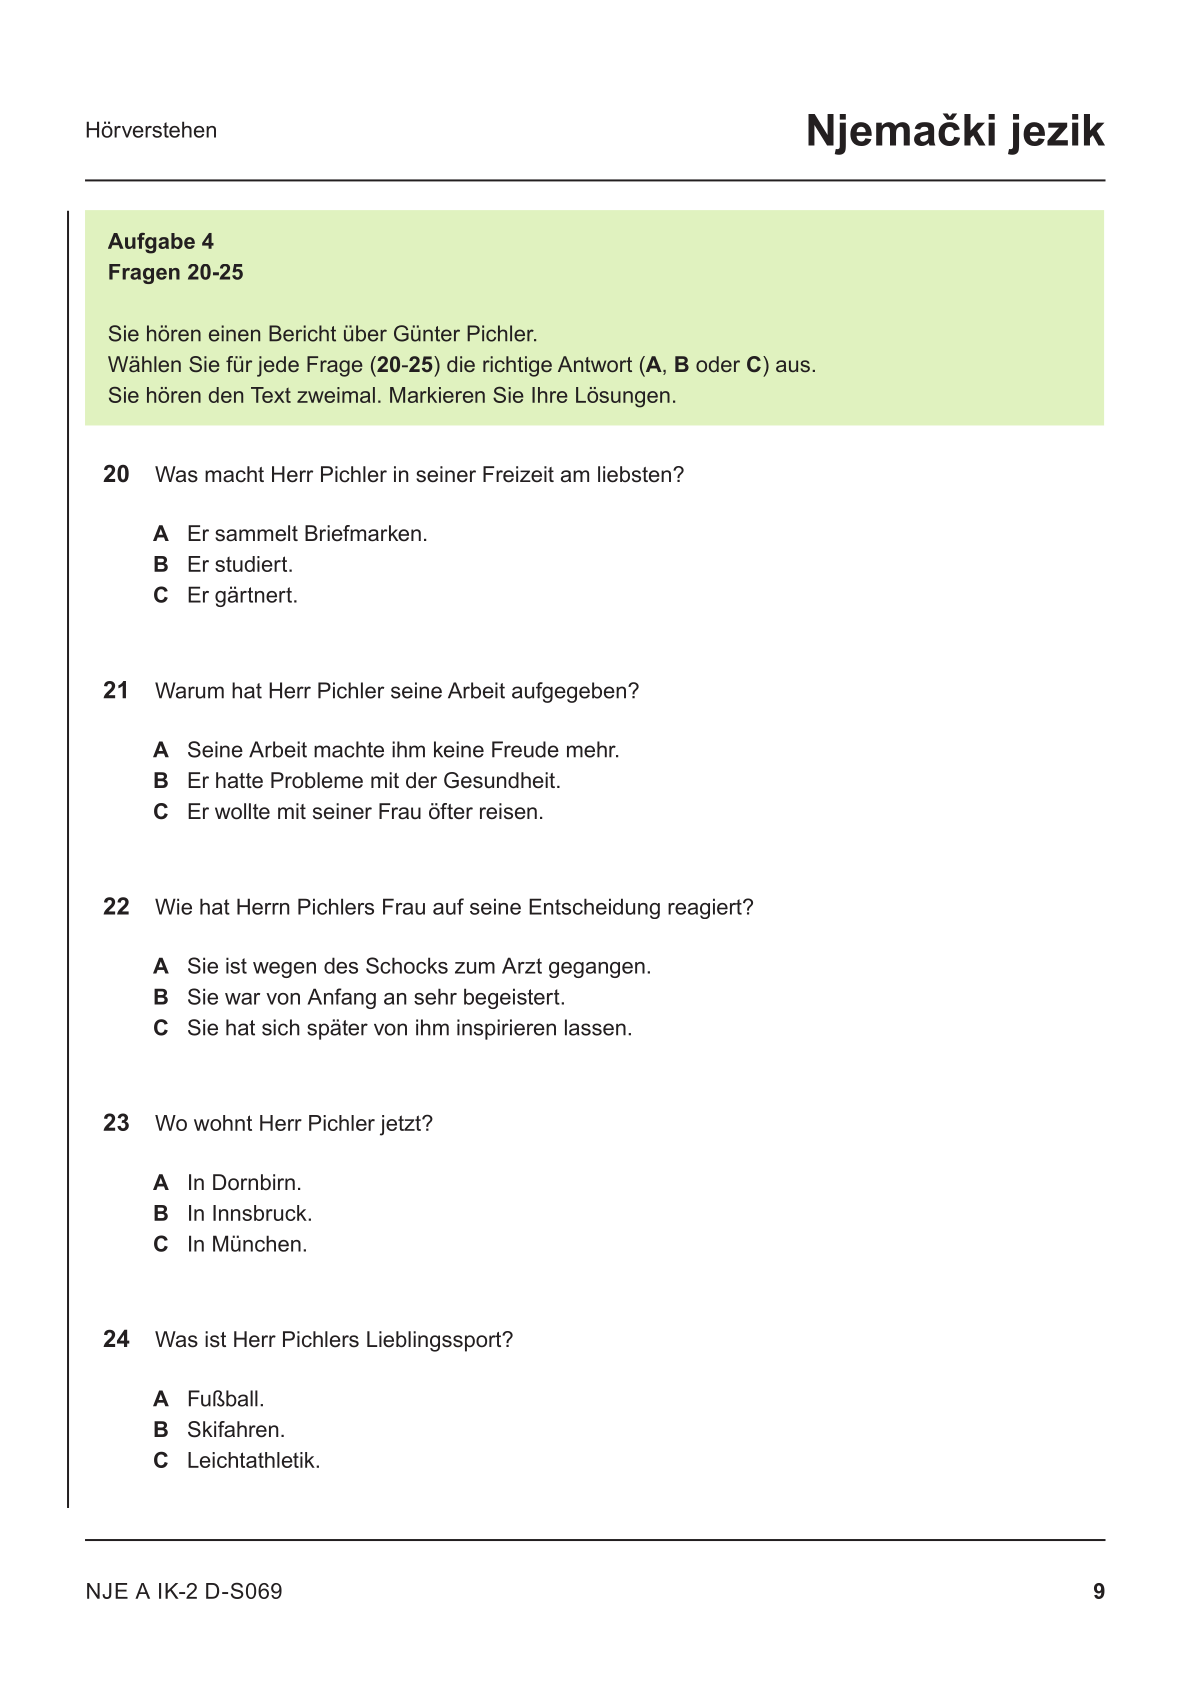 Hörverstehen
Njemački jezik
Aufgabe 4
Fragen 20-25
Sie hören einen Bericht über Günter Pichler.
Wählen Sie für jede Frage (20-25) die richtige Antwort (A, B oder C) aus.
Sie hören den Text zweimal. Markieren Sie Ihre Lösungen.
20 Was macht Herr Pichler in seiner Freizeit am liebsten?
A Er sammelt Briefmarken.
B Er studiert.
C Er gärtnert.
21 Warum hat Herr Pichler seine Arbeit aufgegeben?
A Seine Arbeit machte ihm keine Freude mehr.
B Er hatte Probleme mit der Gesundheit.
C Er wollte mit seiner Frau öfter reisen.
22 Wie hat Herrn Pichlers Frau auf seine Entscheidung reagiert?
A Sie ist wegen des Schocks zum Arzt gegangen.
B Sie war von Anfang an sehr begeistert.
C Sie hat sich später von ihm inspirieren lassen.
23 Wo wohnt Herr Pichler jetzt?
A In Dornbirn.
B In Innsbruck.
C In München.
24 Was ist Herr Pichlers Lieblingssport?
A Fußball.
B Skifahren.
C Leichtathletik.
NJE A IK-2 D-S069
9